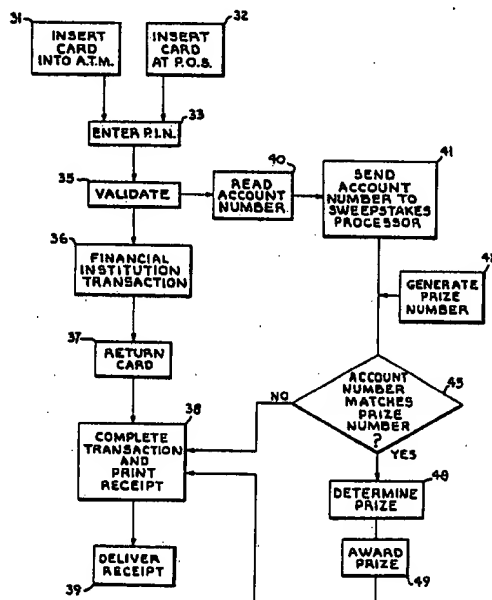 31
INSERT
CARD
INTO A.T.M.
32
INSERT
CARD
AT P.O.S.
33
ENTER P.I.N.
35
VALIDATE
40
READ
ACCOUNT
NUMBER
41
SEND
ACCOUNT
NUMBER TO
SWEEPSTAKES
PROCESSOR
36
FINANCIAL
INSTITUTION
TRANSACTION
GENERATE
PRIZE
NUMBER
37
RETURN
CARD
45
ACCOUNT
NUMBER
MATCHES
PRIZE
NUMBER
?
NO
YES
38
COMPLETE
TRANSACTION
AND
PRINT
RECEIPT
48
DETERMINE
PRIZE
DELIVER
RECEIPT
39
AWARD
PRIZE
49